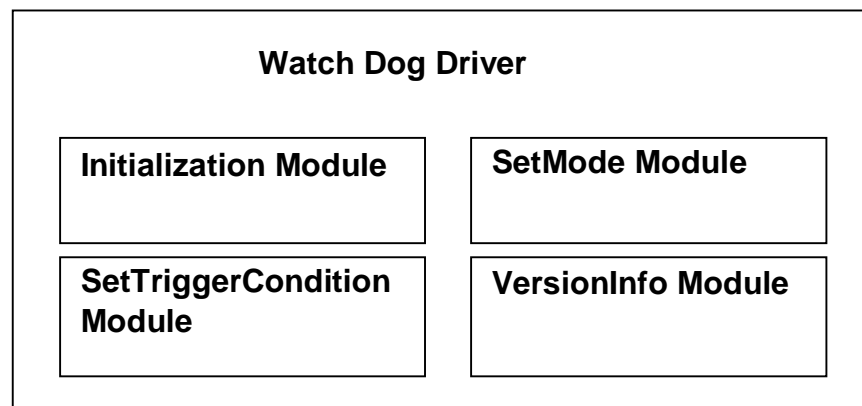 Watch Dog Driver
Initialization Module
SetMode Module
SetTriggerCondition
Module
VersionInfo Module